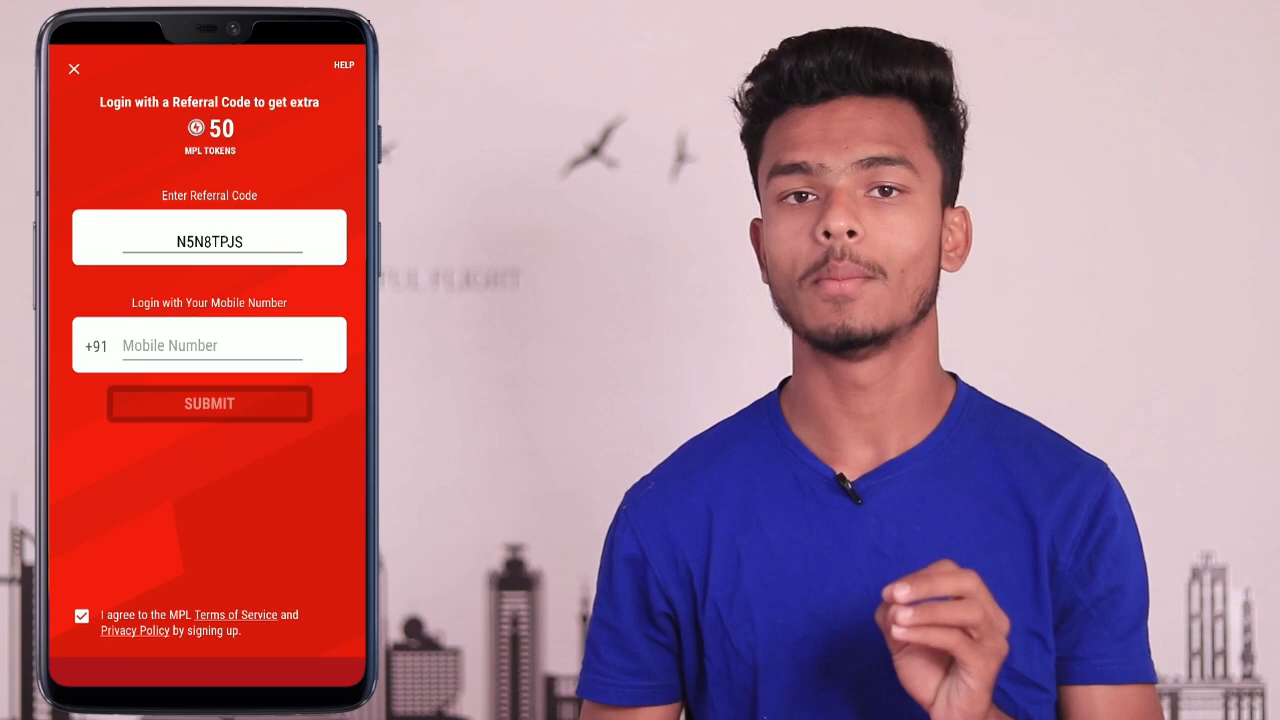 HELP
Login with a Referral Code to get extra
50
MPL TOKENS
Enter Referral Code
N5N8TPJS
Login with Your Mobile Number
+91 Mobile Number
SUBMIT
I agree to the MPL Terms of Service and
Privacy Policy by signing up.
FLIGHT